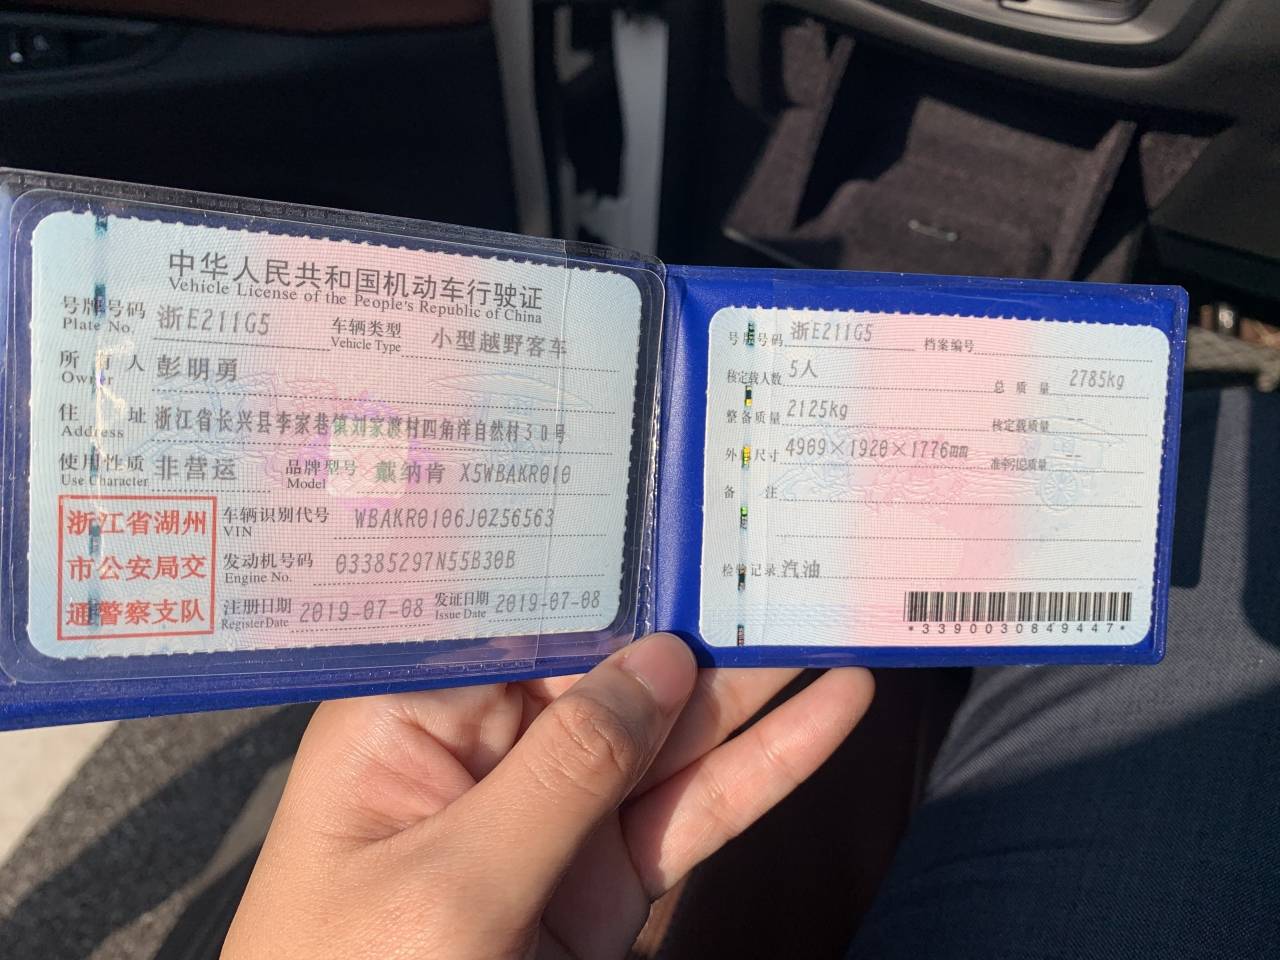 中华人民共和国机动车行驶证
Vehicle License of the People's Republic of China
号牌号码 浙E211G5 车辆类型 小型越野客车
Plate No. Vehicle Type
所有人 彭明勇
Owner
住址 浙江省长兴县李家巷镇刘家渡村四角洋自然村30号
Address
使用性质 非营运 品牌型号 戴纳肯 X5WBAKR010
Use Character Model
浙江省湖州
市公安局交
通警察支队
车辆识别代号 WBAKR0106J0Z56563
VIN
发动机号码 03385297N55B30B
Engine No.
注册日期 2019-07-08 发证日期 2019-07-08
Register Date Issue Date
号牌号码 浙E211G5 档案编号
核定载人数 5人 总质量 2785kg
整备质量 2125kg 核定载质量 --
外廓尺寸 4909×1920×1776mm 准牵引总质量 --
备注
检验记录 汽油
*3390030849447*